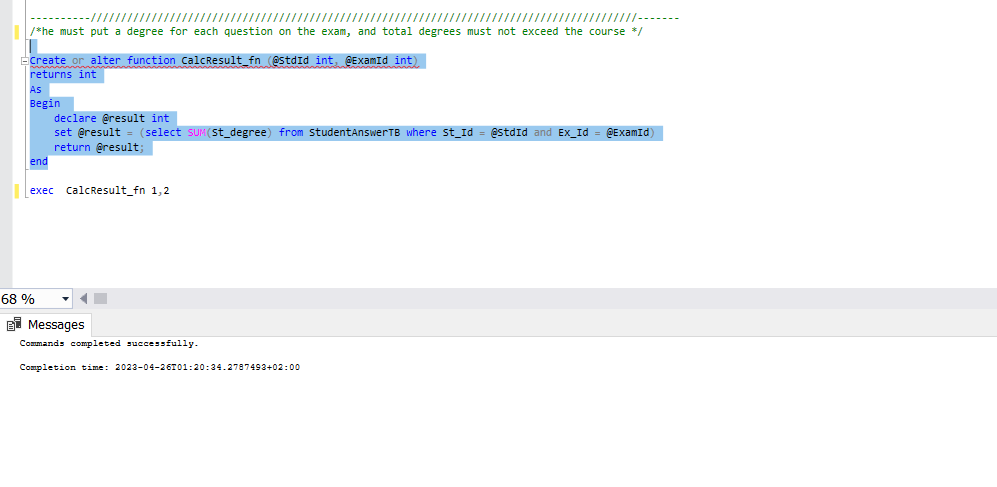 ----------//////////////////////////////////////////////////////////////////////////////////////////-------
/*he must put a degree for each question on the exam, and total degrees must not exceed the course */
Create or alter function CalcResult_fn (@StdId int, @ExamId int)
returns int
As
Begin
declare @result int
set @result = (select SUM(St_degree) from StudentAnswerTB where St_Id = @StdId and Ex_Id = @ExamId)
return @result;
end
exec  CalcResult_fn 1,2
68 %
Messages
Commands completed successfully.
Completion time: 2023-04-26T01:20:34.2787493+02:00